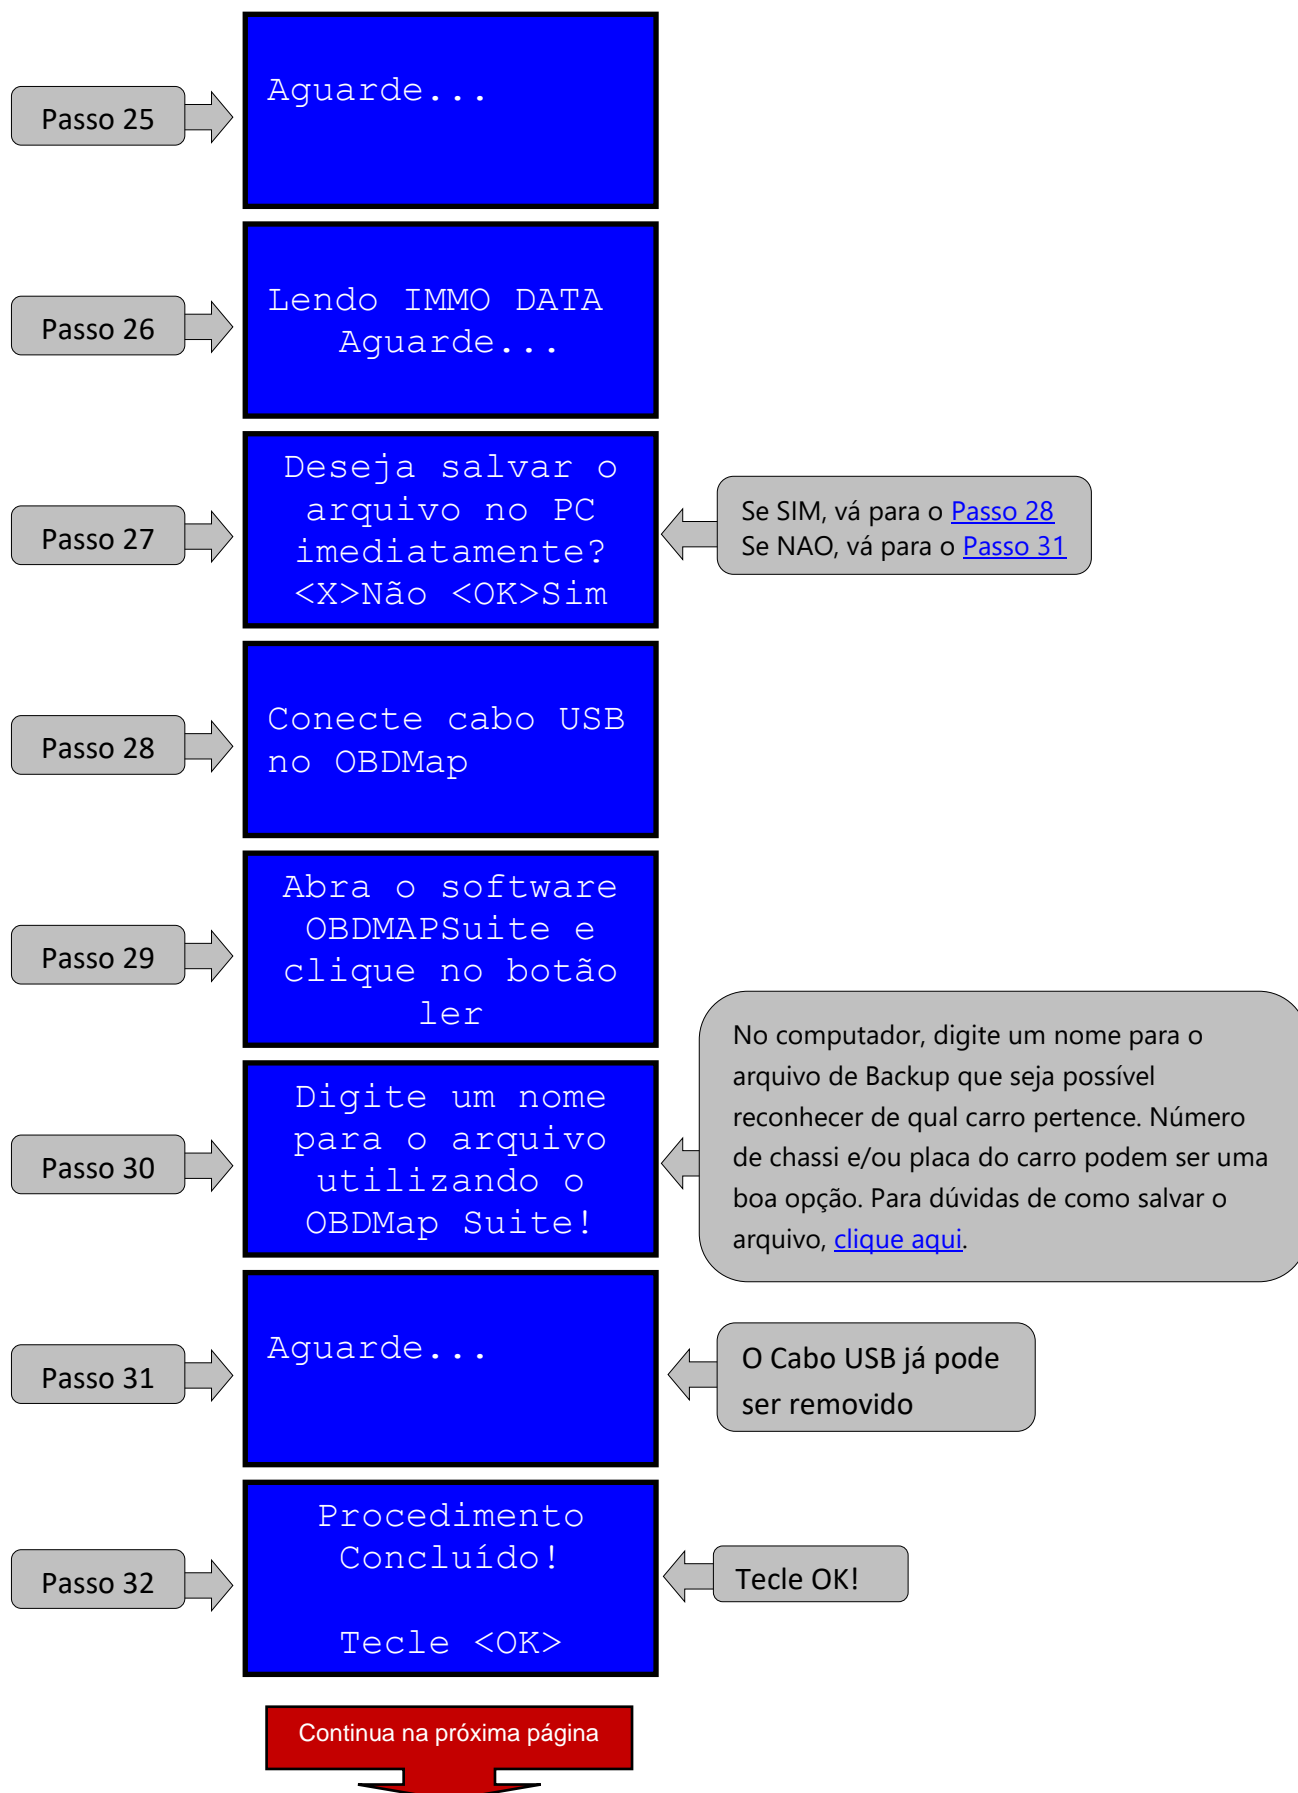 Passo 25
Aguarde...
Passo 26
Lendo IMMO DATA
Aguarde...
Passo 27
Deseja salvar o
arquivo no PC
imediatamente?
<X>Não <OK>Sim
Se SIM, vá para o Passo 28
Se NAO, vá para o Passo 31
Passo 28
Conecte cabo USB
no OBDMap
Passo 29
Abra o software
OBDMAPSuite e
clique no botão
ler
Passo 30
Digite um nome
para o arquivo
utilizando o
OBDMap Suite!
No computador, digite um nome para o
arquivo de Backup que seja possível
reconhecer de qual carro pertence. Número
de chassi e/ou placa do carro podem ser uma
boa opção. Para dúvidas de como salvar o
arquivo, clique aqui.
Passo 31
Aguarde...
O Cabo USB já pode
ser removido
Passo 32
Procedimento
Concluído!
Tecle <OK>
Tecle OK!
Continua na próxima página